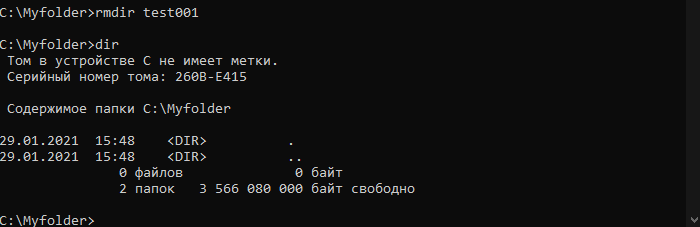 C:\Myfolder>rmdir test001
C:\Myfolder>dir
Том в устройстве C не имеет метки.
Серийный номер тома: 260B-E415
Содержимое папки C:\Myfolder
29.01.2021  15:48    <DIR>          .
29.01.2021  15:48    <DIR>          ..
0 файлов              0 байт
2 папок   3 566 080 000 байт свободно
C:\Myfolder>